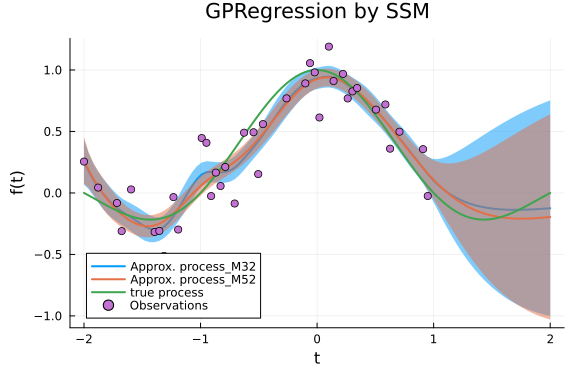 GPRegression by SSM
f(t)
1.0
0.5
0.0
−0.5
−1.0
Approx. process_M32
Approx. process_M52
true process
Observations
−2
−1
0
1
2
t